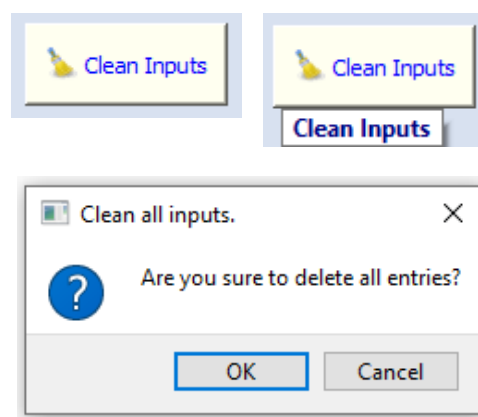 Clean Inputs
Clean Inputs
Clean Inputs
Clean all inputs.
Are you sure to delete all entries?
OK
Cancel